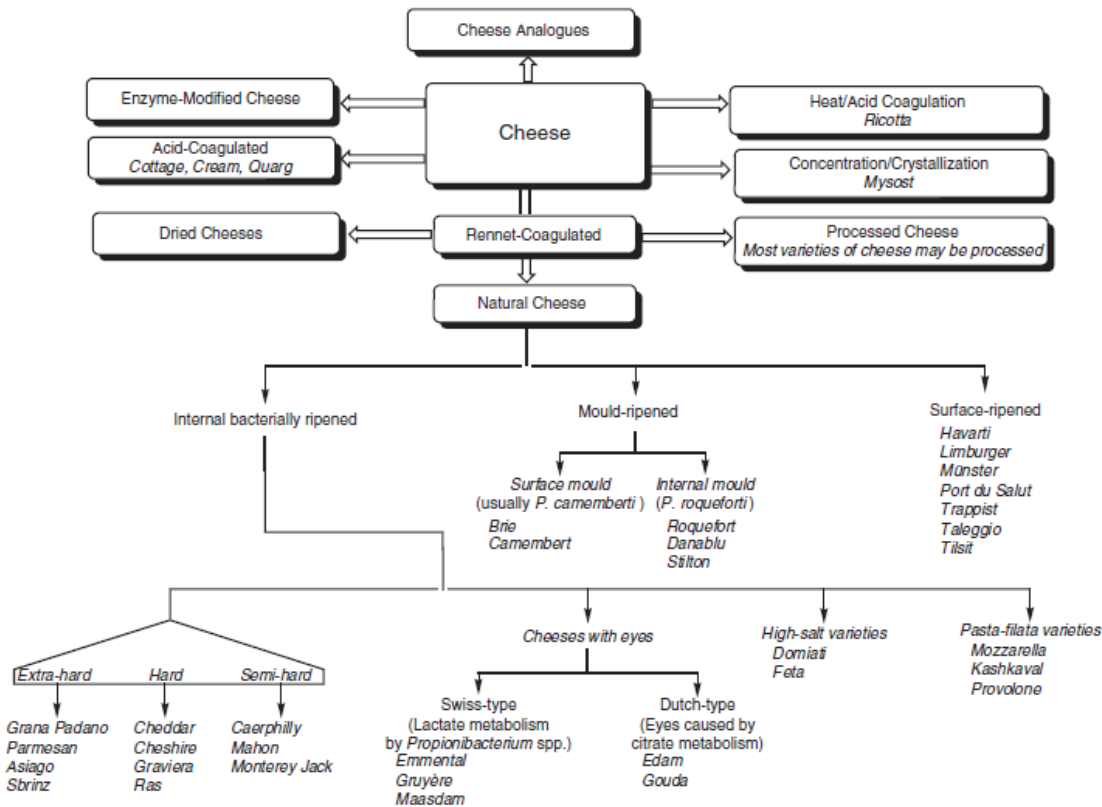 Cheese Analogues
Enzyme-Modified Cheese
Cheese
Heat/Acid Coagulation
Ricotta
Acid-Coagulated
Cottage, Cream, Quarg
Concentration/Crystallization
Mysost
Dried Cheeses
Rennet-Coagulated
Processed Cheese
Most varieties of cheese may be processed
Natural Cheese
Internal bacterially ripened
Mould-ripened
Surface-ripened
Havarti
Limburger
Münster
Port du Salut
Trappist
Taleggio
Tilsit
Surface mould
(usually P. camemberti)
Brie
Camembert
Internal mould
(P. roqueforti)
Roquefort
Danablu
Stilton
Extra-hard
Grana Padano
Parmesan
Asiago
Sbrinz
Hard
Cheddar
Cheshire
Graviera
Ras
Semi-hard
Caerphilly
Mahon
Monterey Jack
Cheeses with eyes
Swiss-type
(Lactate metabolism
by Propionibacterium spp.)
Emmental
Gruyère
Maasdam
Dutch-type
(Eyes caused by
citrate metabolism)
Edam
Gouda
High-salt varieties
Domiati
Feta
Pasta-filata varieties
Mozzarella
Kashkaval
Provolone